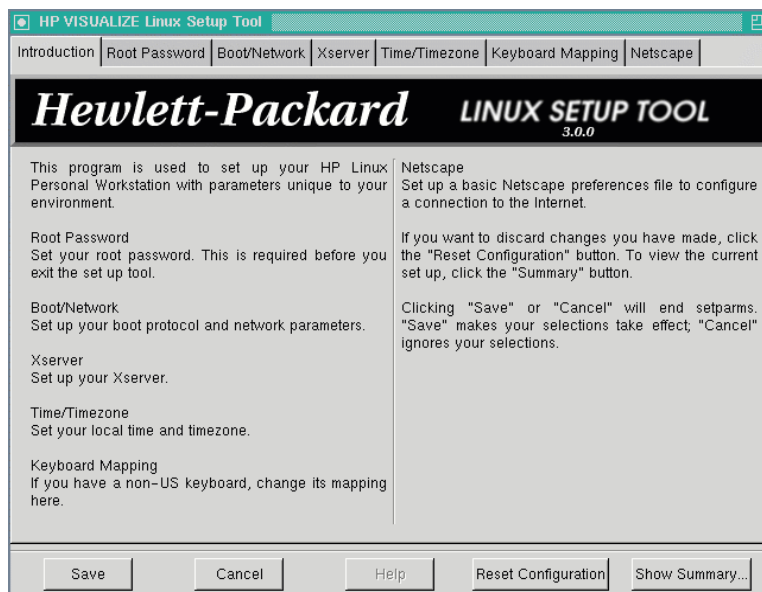 HP VISUALIZE Linux Setup Tool
Introduction Root Password Boot/Network Xserver Time/Timezone Keyboard Mapping Netscape
Hewlett-Packard LINUX SETUP TOOL
3.0.0
This program is used to set up your HP Linux
Personal Workstation with parameters unique to your
environment.
Root Password
Set your root password. This is required before you
exit the set up tool.
Boot/Network
Set up your boot protocol and network parameters.
Xserver
Set up your Xserver.
Time/Timezone
Set your local time and timezone.
Keyboard Mapping
If you have a non-US keyboard, change its mapping
here.
Netscape
Set up a basic Netscape preferences file to configure
a connection to the Internet.
If you want to discard changes you have made, click
the "Reset Configuration" button. To view the current
set up, click the "Summary" button.
Clicking "Save" or "Cancel" will end setparms.
"Save" makes your selections take effect; "Cancel"
ignores your selections.
Save Cancel Help Reset Configuration Show Summary...